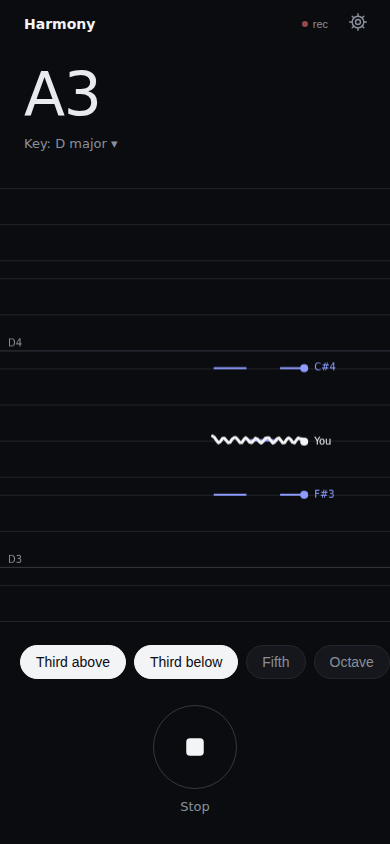 Harmony
rec
A3
Key: D major ▾
D4
C#4
You
F#3
D3
Third above
Third below
Fifth
Octave
Stop